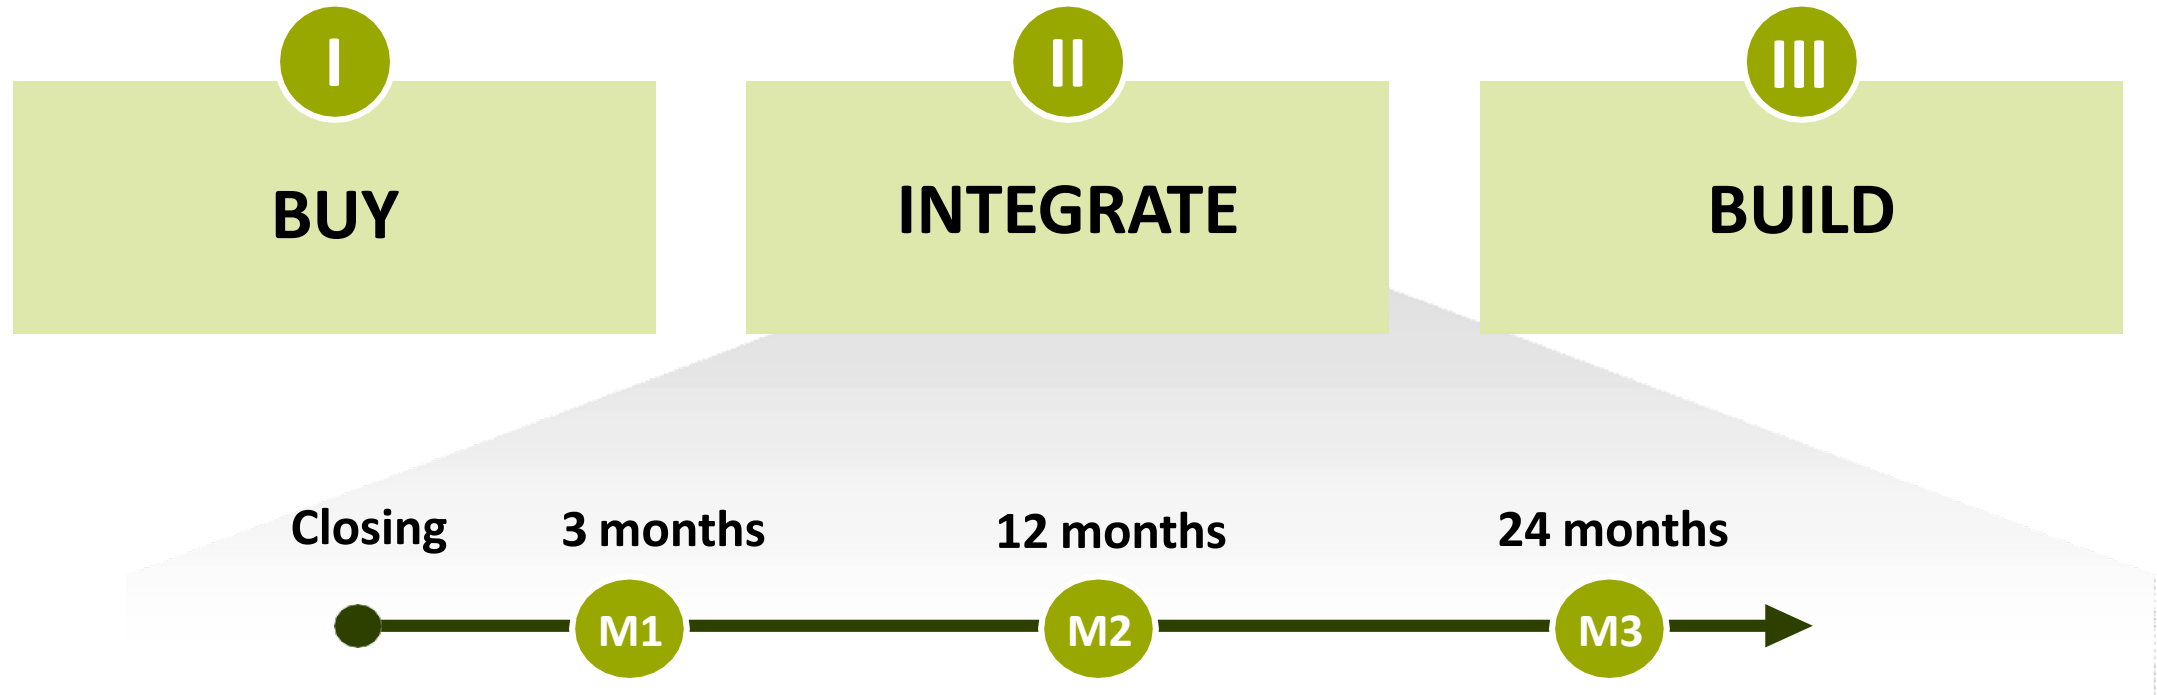 I
II
III
BUY
INTEGRATE
BUILD
Closing
3 months
12 months
24 months
M1
M2
M3